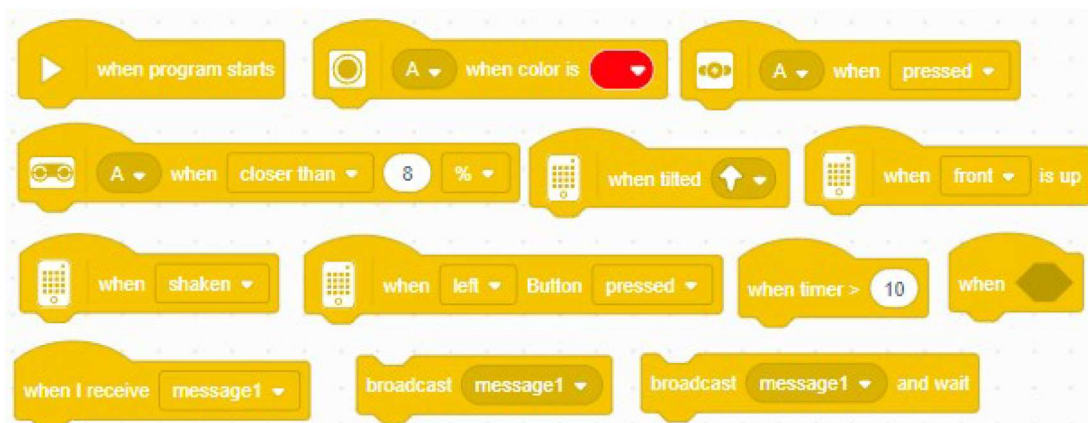 when program starts
A when color is
A when pressed
A when closer than 8 %
when tilted
when front is up
when shaken
when left Button pressed
when timer > 10
when
when I receive message1
broadcast message1
broadcast message1 and wait